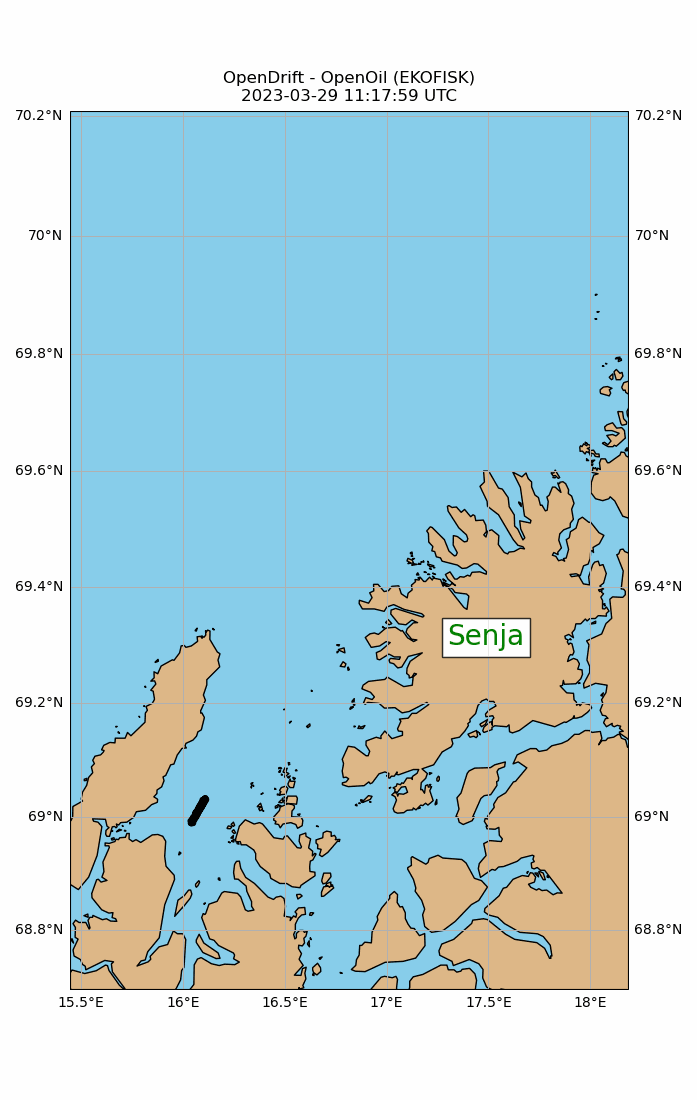 OpenDrift - OpenOil (EKOFISK)
2023-03-29 11:17:59 UTC
70.2°N 70.2°N
70°N 70°N
69.8°N 69.8°N
69.6°N 69.6°N
69.4°N 69.4°N
Senja
69.2°N 69.2°N
69°N 69°N
68.8°N 68.8°N
15.5°E 16°E 16.5°E 17°E 17.5°E 18°E